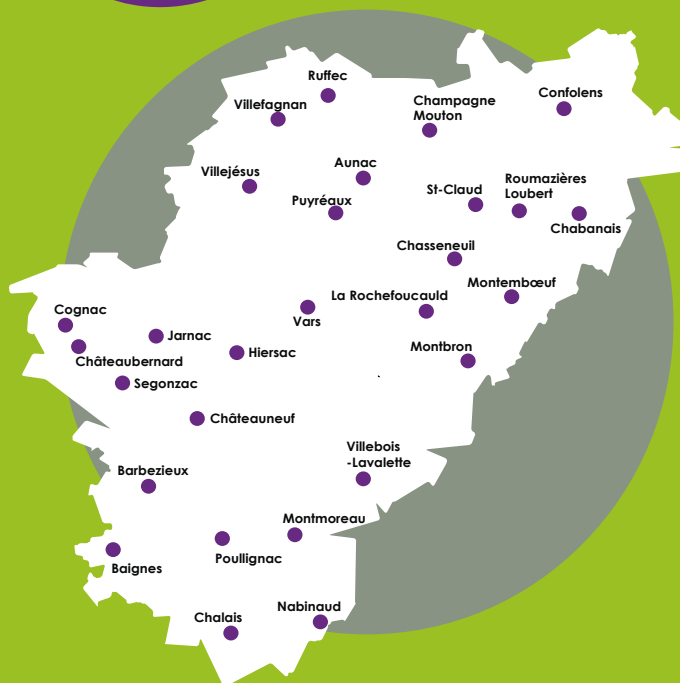 Ruffec
Villefagnan
Champagne
Mouton
Confolens
Aunac
Villejésus
Puyréaux
St-Claud
Roumazières
Loubert
Chabanais
Chasseneuil
Montembœuf
La Rochefoucauld
Vars
Cognac
Jarnac
Hiersac
Châteaubernard
Montbron
Segonzac
Châteauneuf
Villebois
-Lavalette
Barbezieux
Montmoreau
Poullignac
Baignes
Nabinaud
Chalais